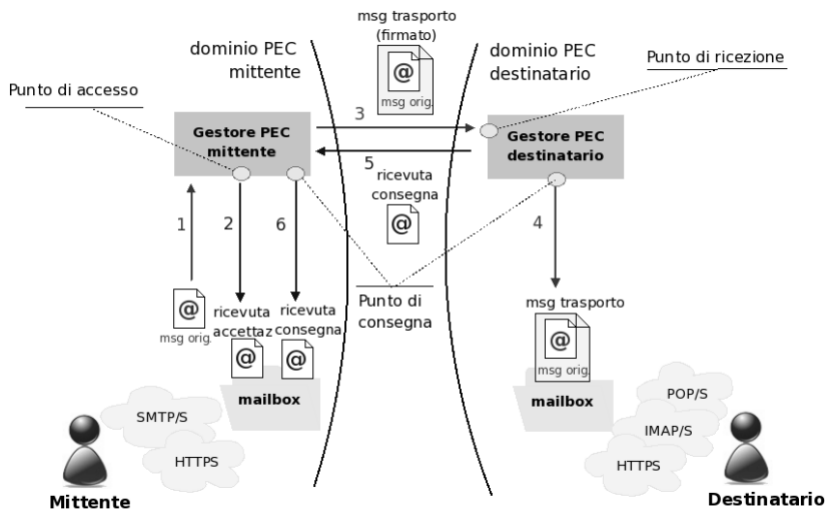 msg trasporto
(firmato)
@
msg orig.
dominio PEC
mittente
dominio PEC
destinatario
Punto di ricezione
Punto di accesso
Gestore PEC
mittente
3
Gestore PEC
destinatario
5
ricevuta
consegna
@
1
2
6
4
@
msg orig.
ricevuta
accettaz
@
ricevuta
consegna
@
mailbox
Punto di
consegna
msg trasporto
@
msg orig.
mailbox
SMTP/S
HTTPS
Mittente
POP/S
IMAP/S
HTTPS
Destinatario